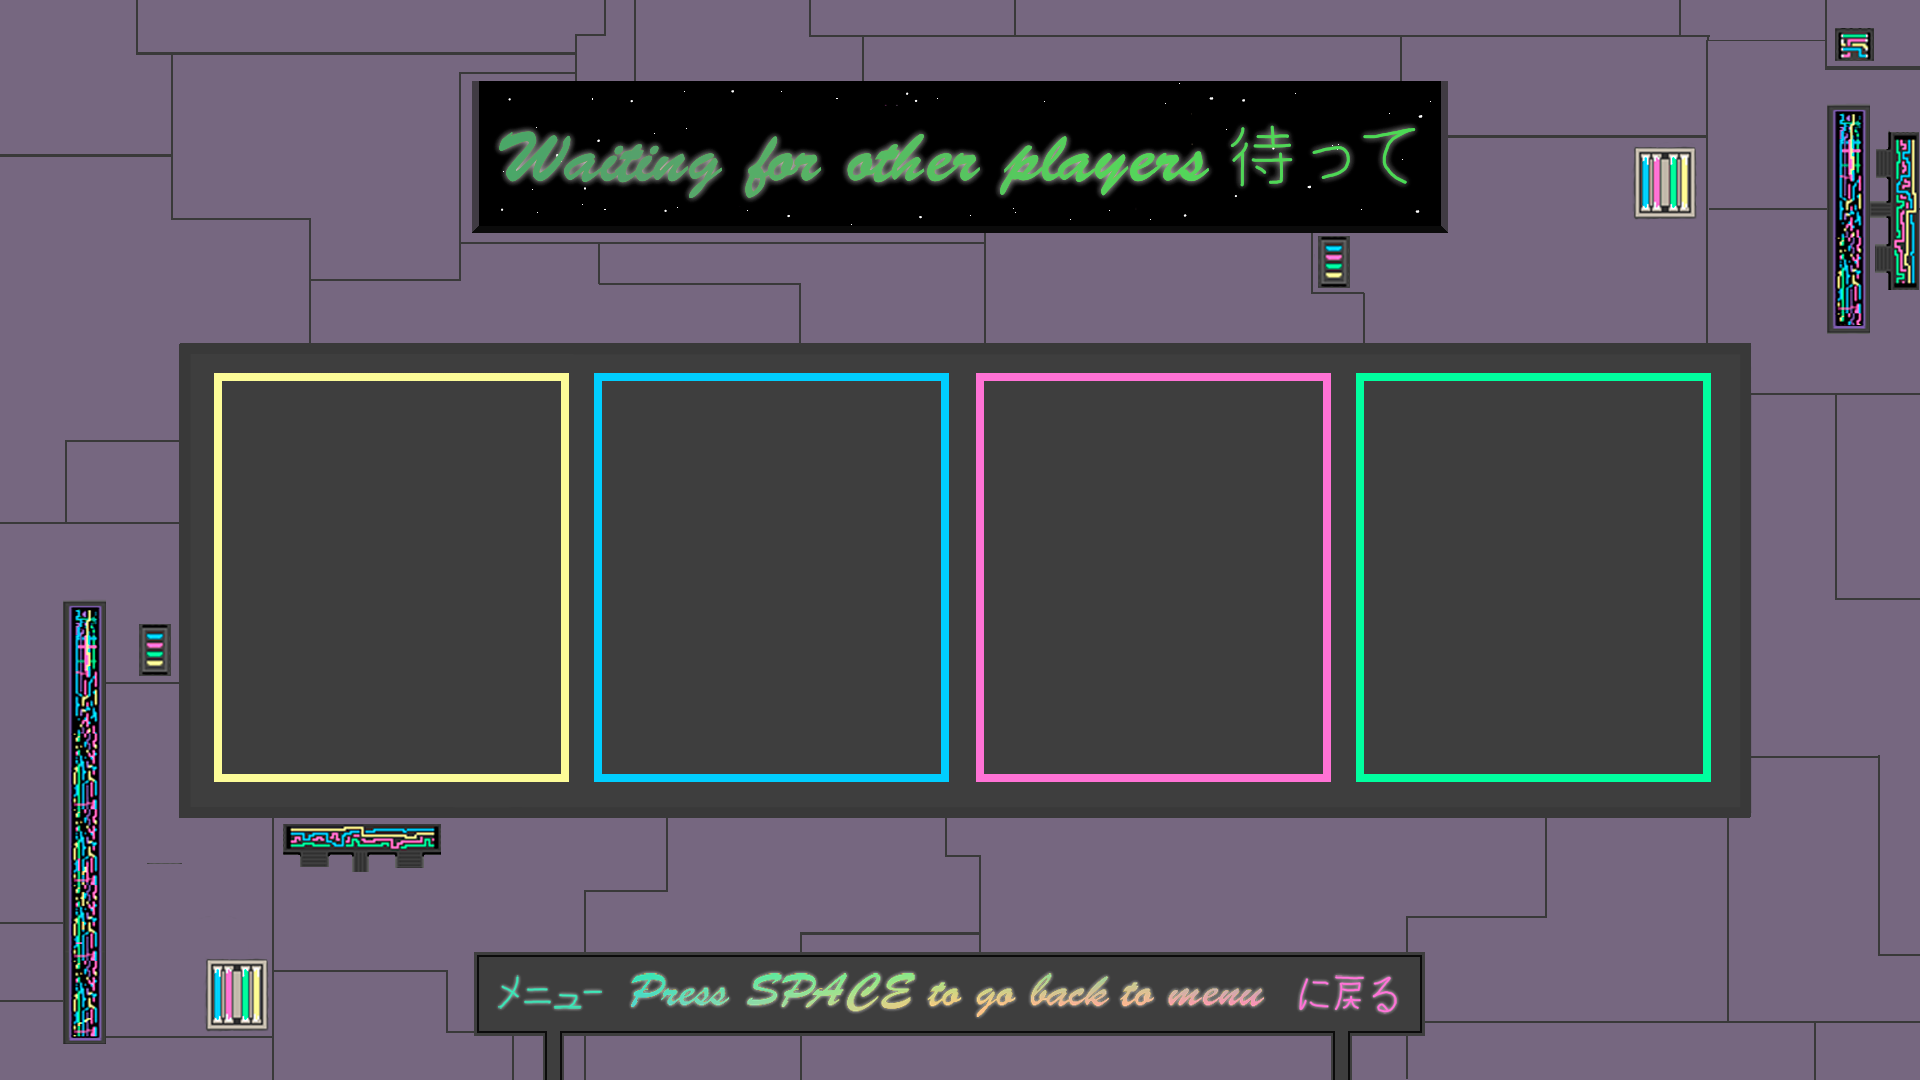 Waiting for other players 待って
メニュー Press SPACE to go back to menu に戻る